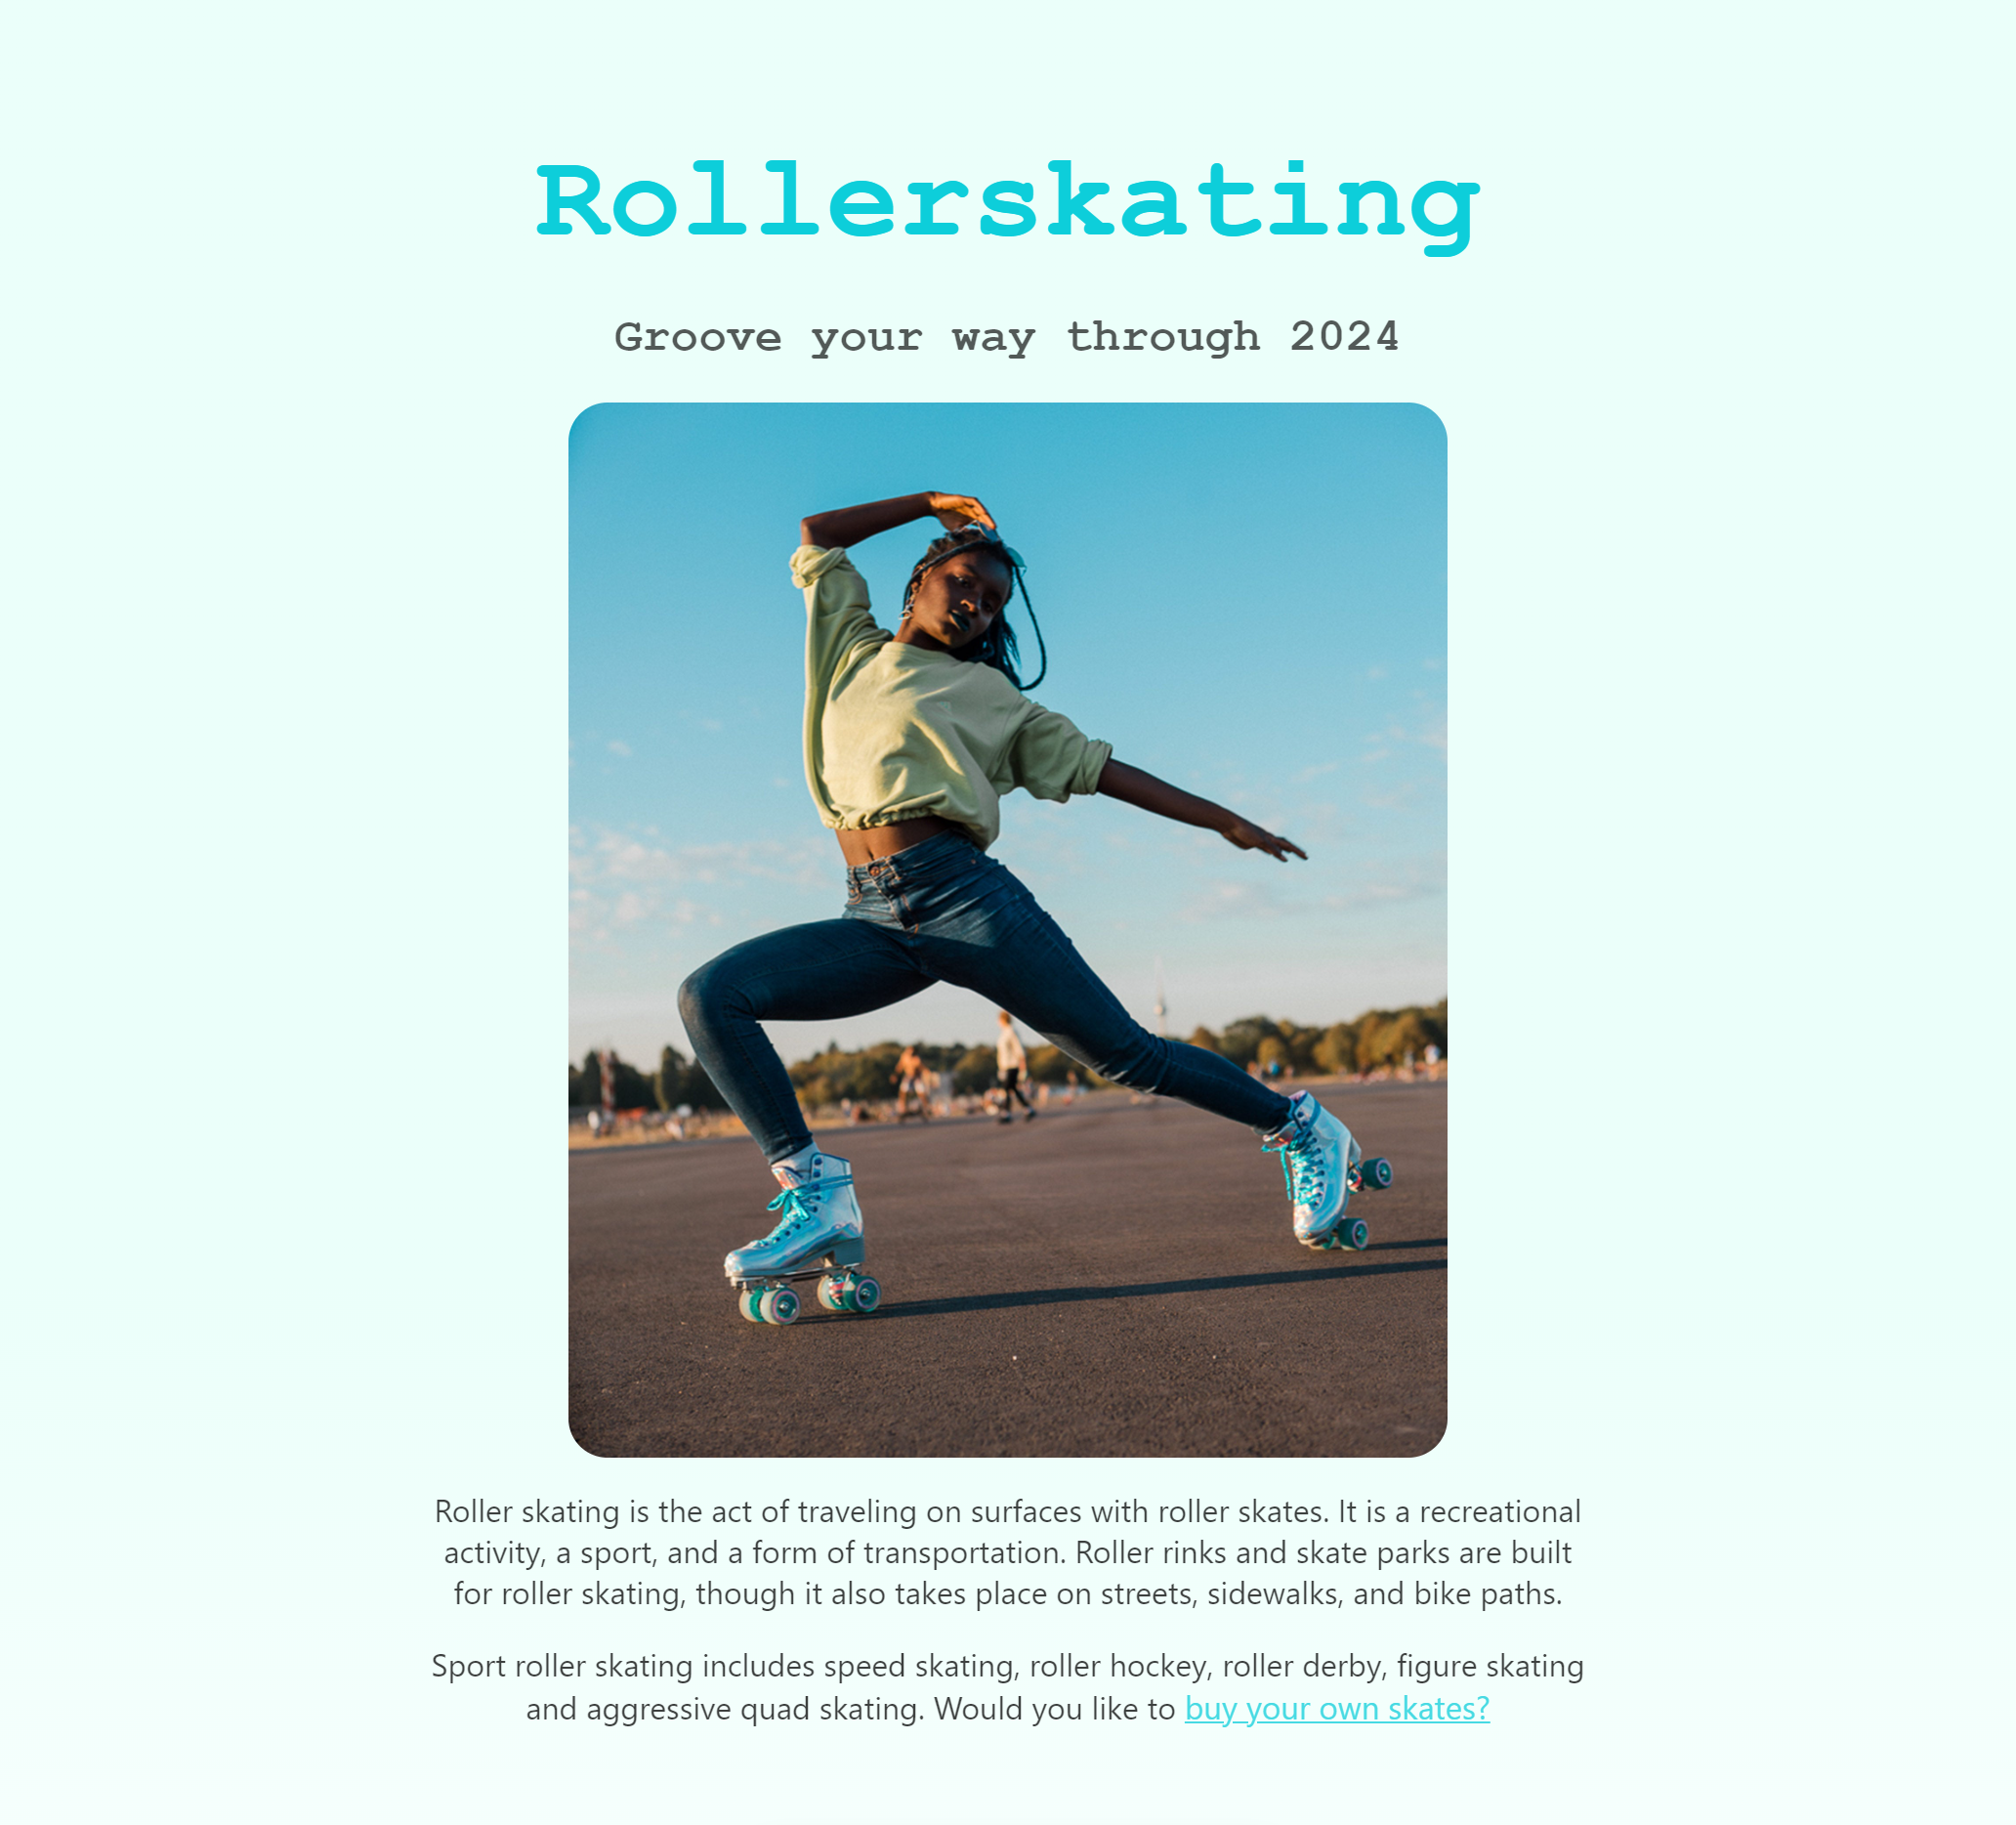 Rollerskating
Groove your way through 2024
Roller skating is the act of traveling on surfaces with roller skates. It is a recreational
activity, a sport, and a form of transportation. Roller rinks and skate parks are built
for roller skating, though it also takes place on streets, sidewalks, and bike paths.
Sport roller skating includes speed skating, roller hockey, roller derby, figure skating
and aggressive quad skating. Would you like to buy your own skates?